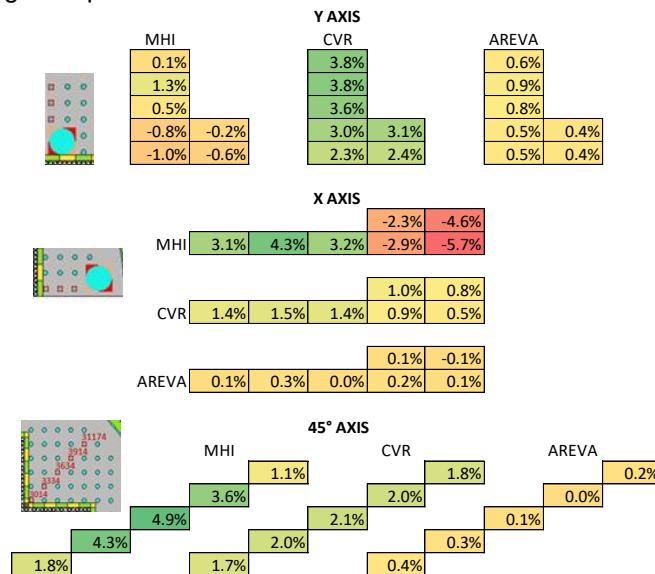 Y AXIS
MHI CVR AREVA
0.1% 3.8% 0.6%
1.3% 3.8% 0.9%
0.5% 3.6% 0.8%
-0.8% -0.2% 3.0% 3.1% 0.5% 0.4%
-1.0% -0.6% 2.3% 2.4% 0.5% 0.4%
X AXIS
-2.3% -4.6%
MHI 3.1% 4.3% 3.2% -2.9% -5.7%
1.0% 0.8%
CVR 1.4% 1.5% 1.4% 0.9% 0.5%
0.1% -0.1%
AREVA 0.1% 0.3% 0.0% 0.2% 0.1%
45° AXIS
MHI CVR AREVA
31174
3914
3634
3334
3014
1.1% 1.8% 0.2%
3.6% 2.0% 0.0%
4.9% 2.1% 0.1%
4.3% 2.0% 0.3%
1.8% 1.7% 0.4%